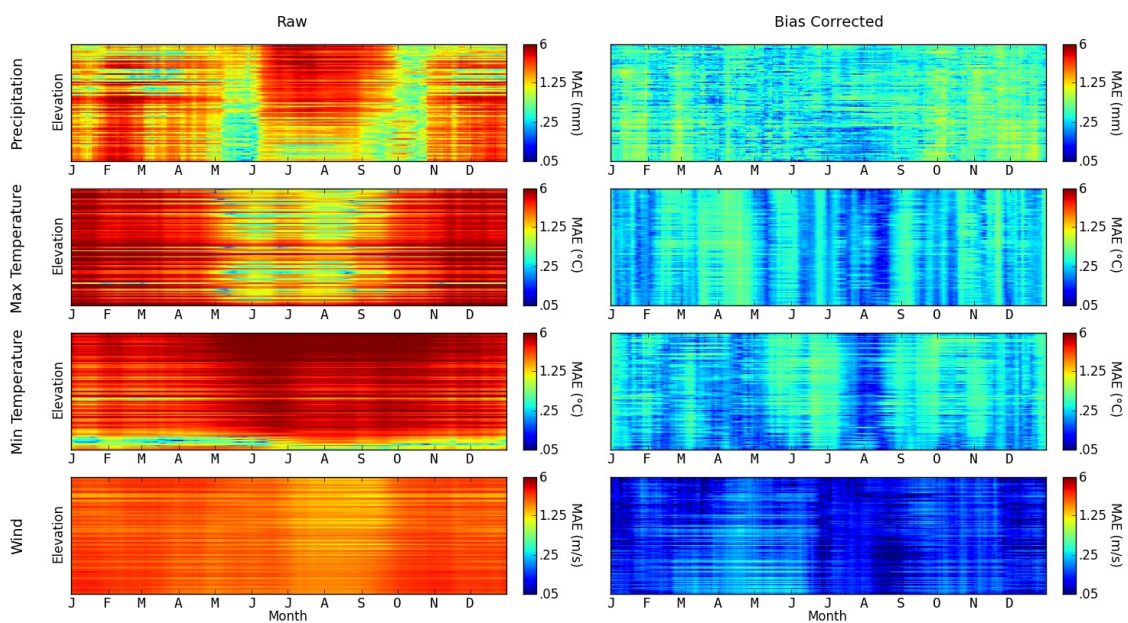 Raw
Bias Corrected
Precipitation
Elevation
6
1.25
.25
.05
MAE (mm)
6
1.25
.25
.05
MAE (mm)
J F M A M J J A S O N D
J F M A M J J A S O N D
Max Temperature
Elevation
6
1.25
.25
.05
MAE (°C)
6
1.25
.25
.05
MAE (°C)
J F M A M J J A S O N D
J F M A M J J A S O N D
Min Temperature
Elevation
6
1.25
.25
.05
MAE (°C)
6
1.25
.25
.05
MAE (°C)
J F M A M J J A S O N D
J F M A M J J A S O N D
Wind
Elevation
6
1.25
.25
.05
MAE (m/s)
6
1.25
.25
.05
MAE (m/s)
J F M A M J J A S O N D
J F M A M J J A S O N D
Month
Month